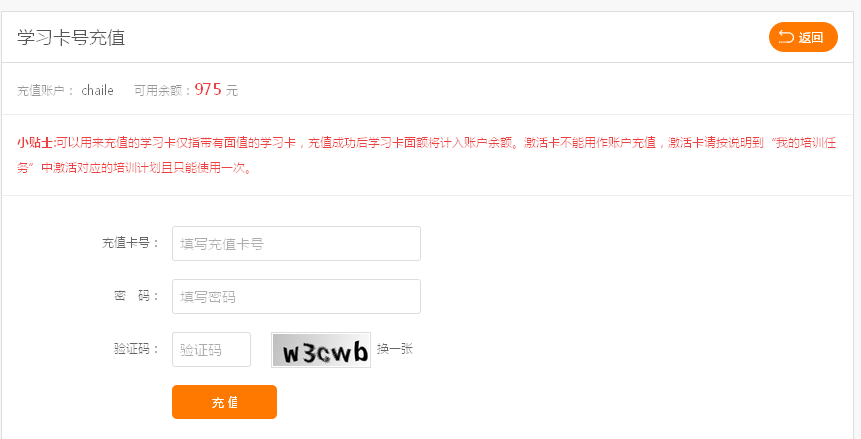 学习卡号充值
返回
充值账户： chaile 可用余额：975 元
小贴士:可以用来充值的学习卡仅指带有面值的学习卡，充值成功后学习卡面额将计入账户余额。激活卡不能用作账户充值，激活卡请按说明到“我的培训任
务”中激活对应的培训计划且只能使用一次。
充值卡号： 填写充值卡号
密 码： 填写密码
验证码： 验证码 w3cwb 换一张
充值